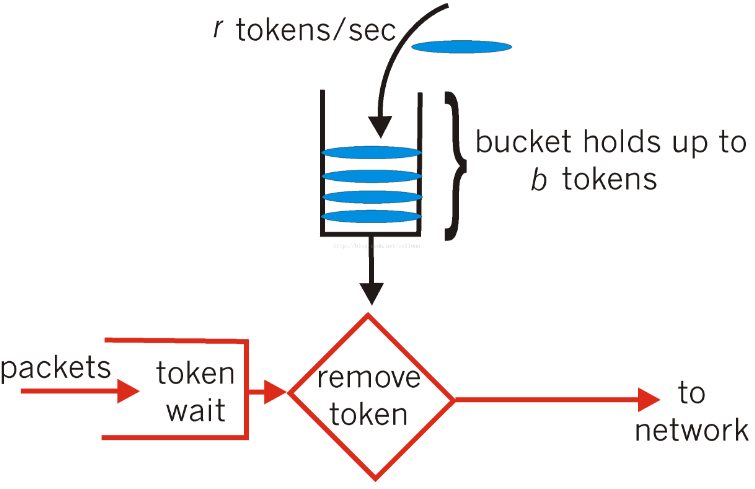 r tokens/sec
bucket holds up to
b tokens
packets
token
wait
remove
token
to
network